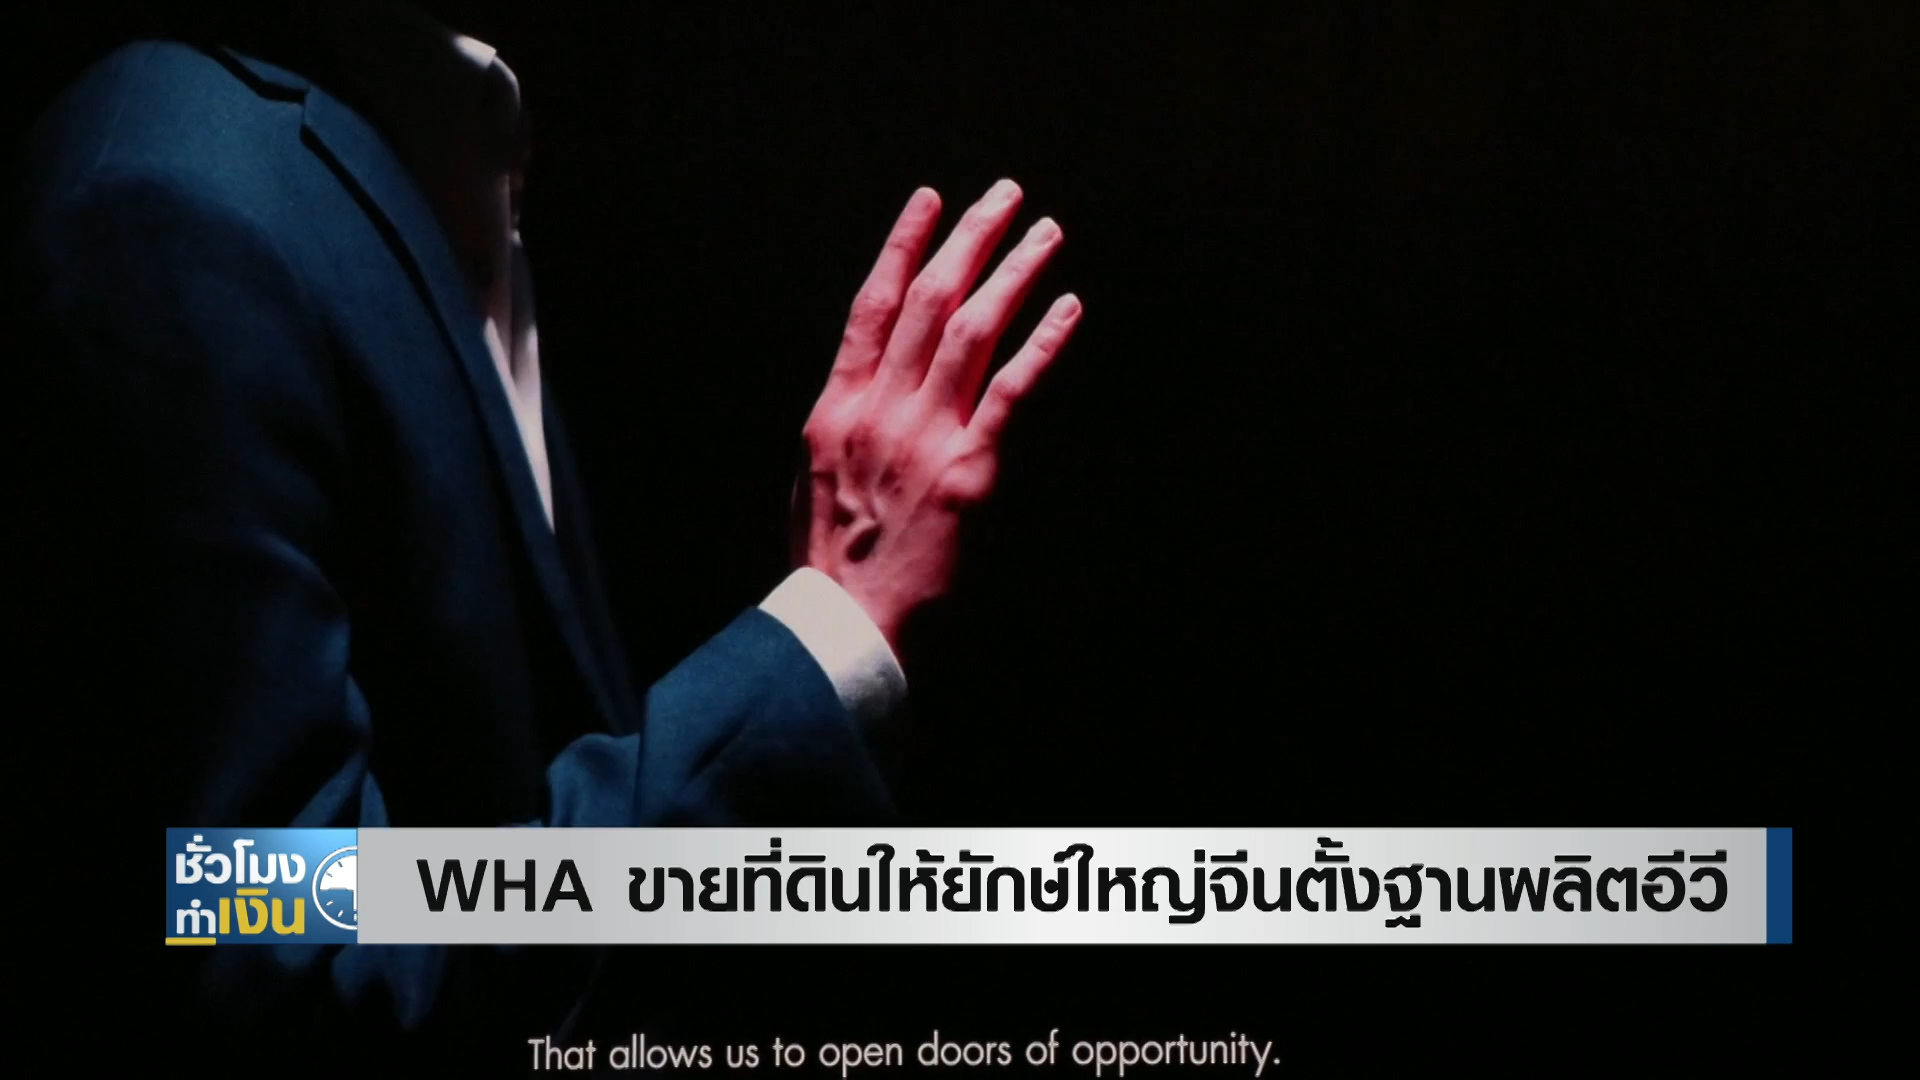 ชั่วโมง
ทำเงิน
WHA ขายที่ดินให้ยักษ์ใหญ่จีนตั้งฐานผลิตอีวี
That allows us to open doors of opportunity.